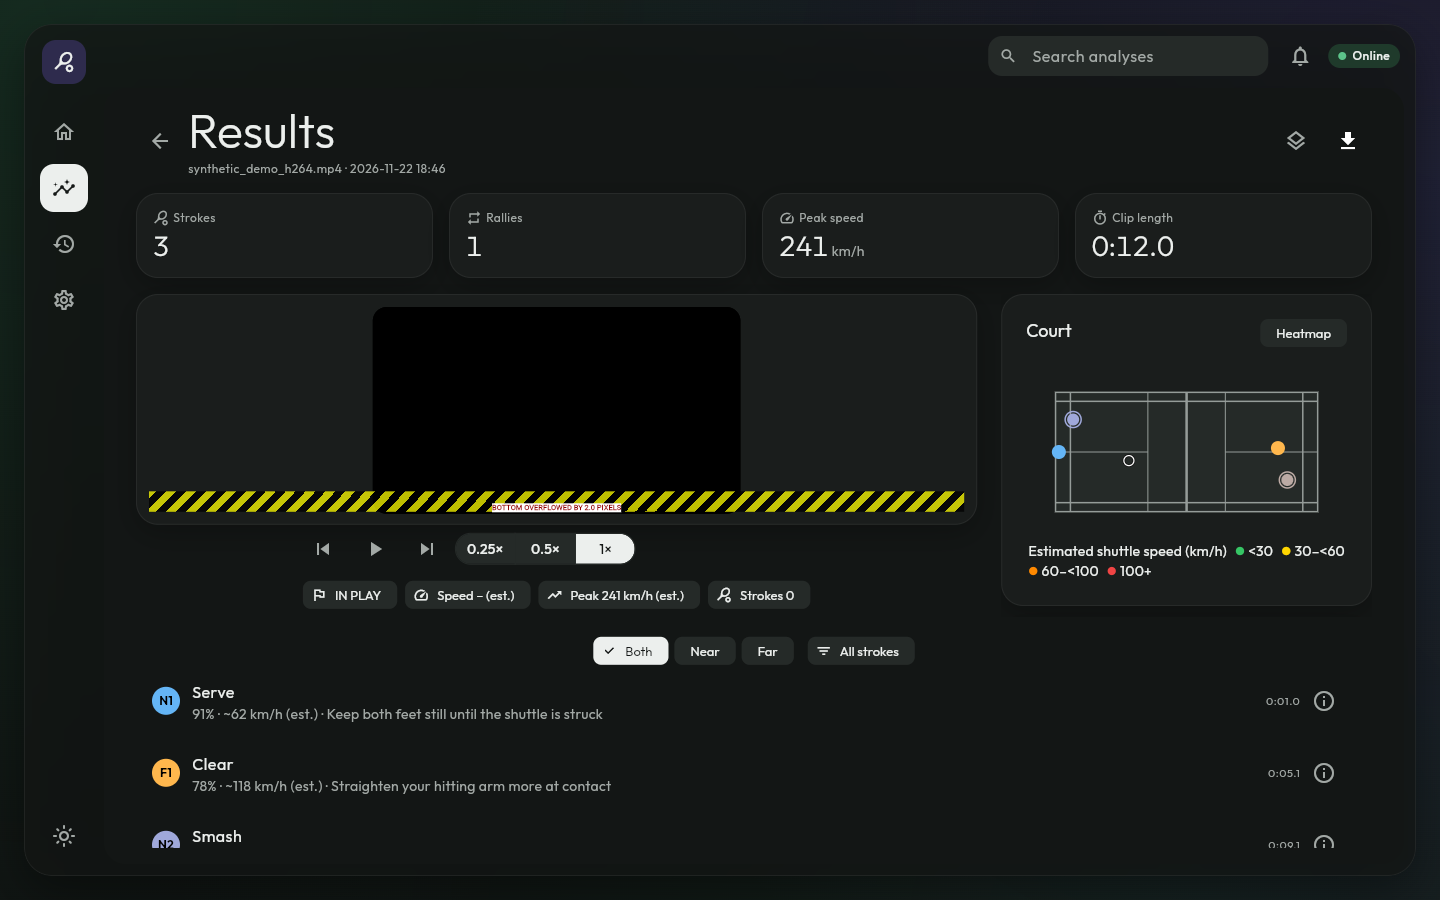 Search analyses
Online
Results
synthetic_demo_h264.mp4 · 2026-11-22 18:46
Strokes
3
Rallies
1
Peak speed
241 km/h
Clip length
0:12.0
BOTTOM OVERFLOWED BY 2.0 PIXELS
0.25×
0.5×
1×
IN PLAY
Speed – (est.)
Peak 241 km/h (est.)
Strokes 0
Court
Heatmap
Estimated shuttle speed (km/h) <30 30–<60
60–<100 100+
Both
Near
Far
All strokes
N1
Serve
91% · ~62 km/h (est.) · Keep both feet still until the shuttle is struck
0:01.0
F1
Clear
78% · ~118 km/h (est.) · Straighten your hitting arm more at contact
0:05.1
N2
Smash
0:09.1